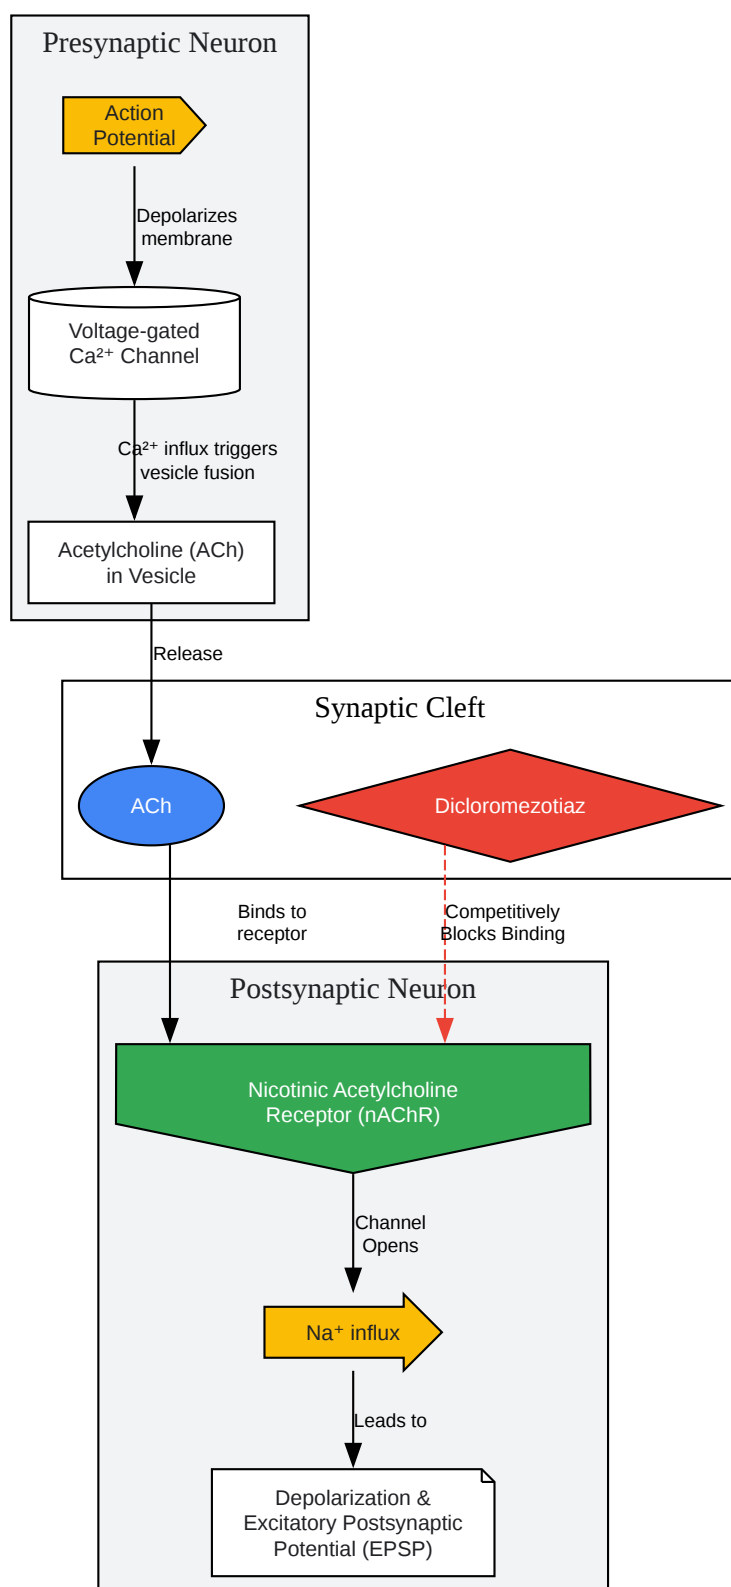 Presynaptic Neuron
Action
Potential
Depolarizes
membrane
Voltage-gated
Ca²⁺ Channel
Ca²⁺ influx triggers
vesicle fusion
Acetylcholine (ACh)
in Vesicle
Release
Synaptic Cleft
ACh
Dicloromezotiaz
Binds to
receptor
Competitively
Blocks Binding
Postsynaptic Neuron
Nicotinic Acetylcholine
Receptor (nAChR)
Channel
Opens
Na⁺ influx
Leads to
Depolarization &
Excitatory Postsynaptic
Potential (EPSP)